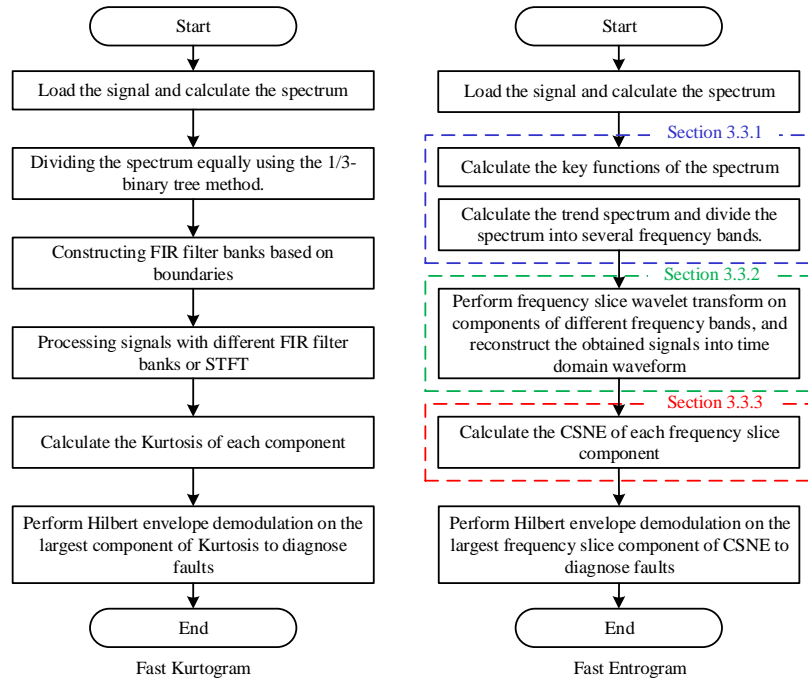 Start
Load the signal and calculate the spectrum
Dividing the spectrum equally using the 1/3-
binary tree method.
Constructing FIR filter banks based on
boundaries
Processing signals with different FIR filter
banks or STFT
Calculate the Kurtosis of each component
Perform Hilbert envelope demodulation on the
largest component of Kurtosis to diagnose
faults
End
Fast Kurtogram
Start
Load the signal and calculate the spectrum
Section 3.3.1
Calculate the key functions of the spectrum
Calculate the trend spectrum and divide the
spectrum into several frequency bands.
Section 3.3.2
Perform frequency slice wavelet transform on
components of different frequency bands, and
reconstruct the obtained signals into time
domain waveform
Section 3.3.3
Calculate the CSNE of each frequency slice
component
Perform Hilbert envelope demodulation on the
largest frequency slice component of CSNE to
diagnose faults
End
Fast Entrogram